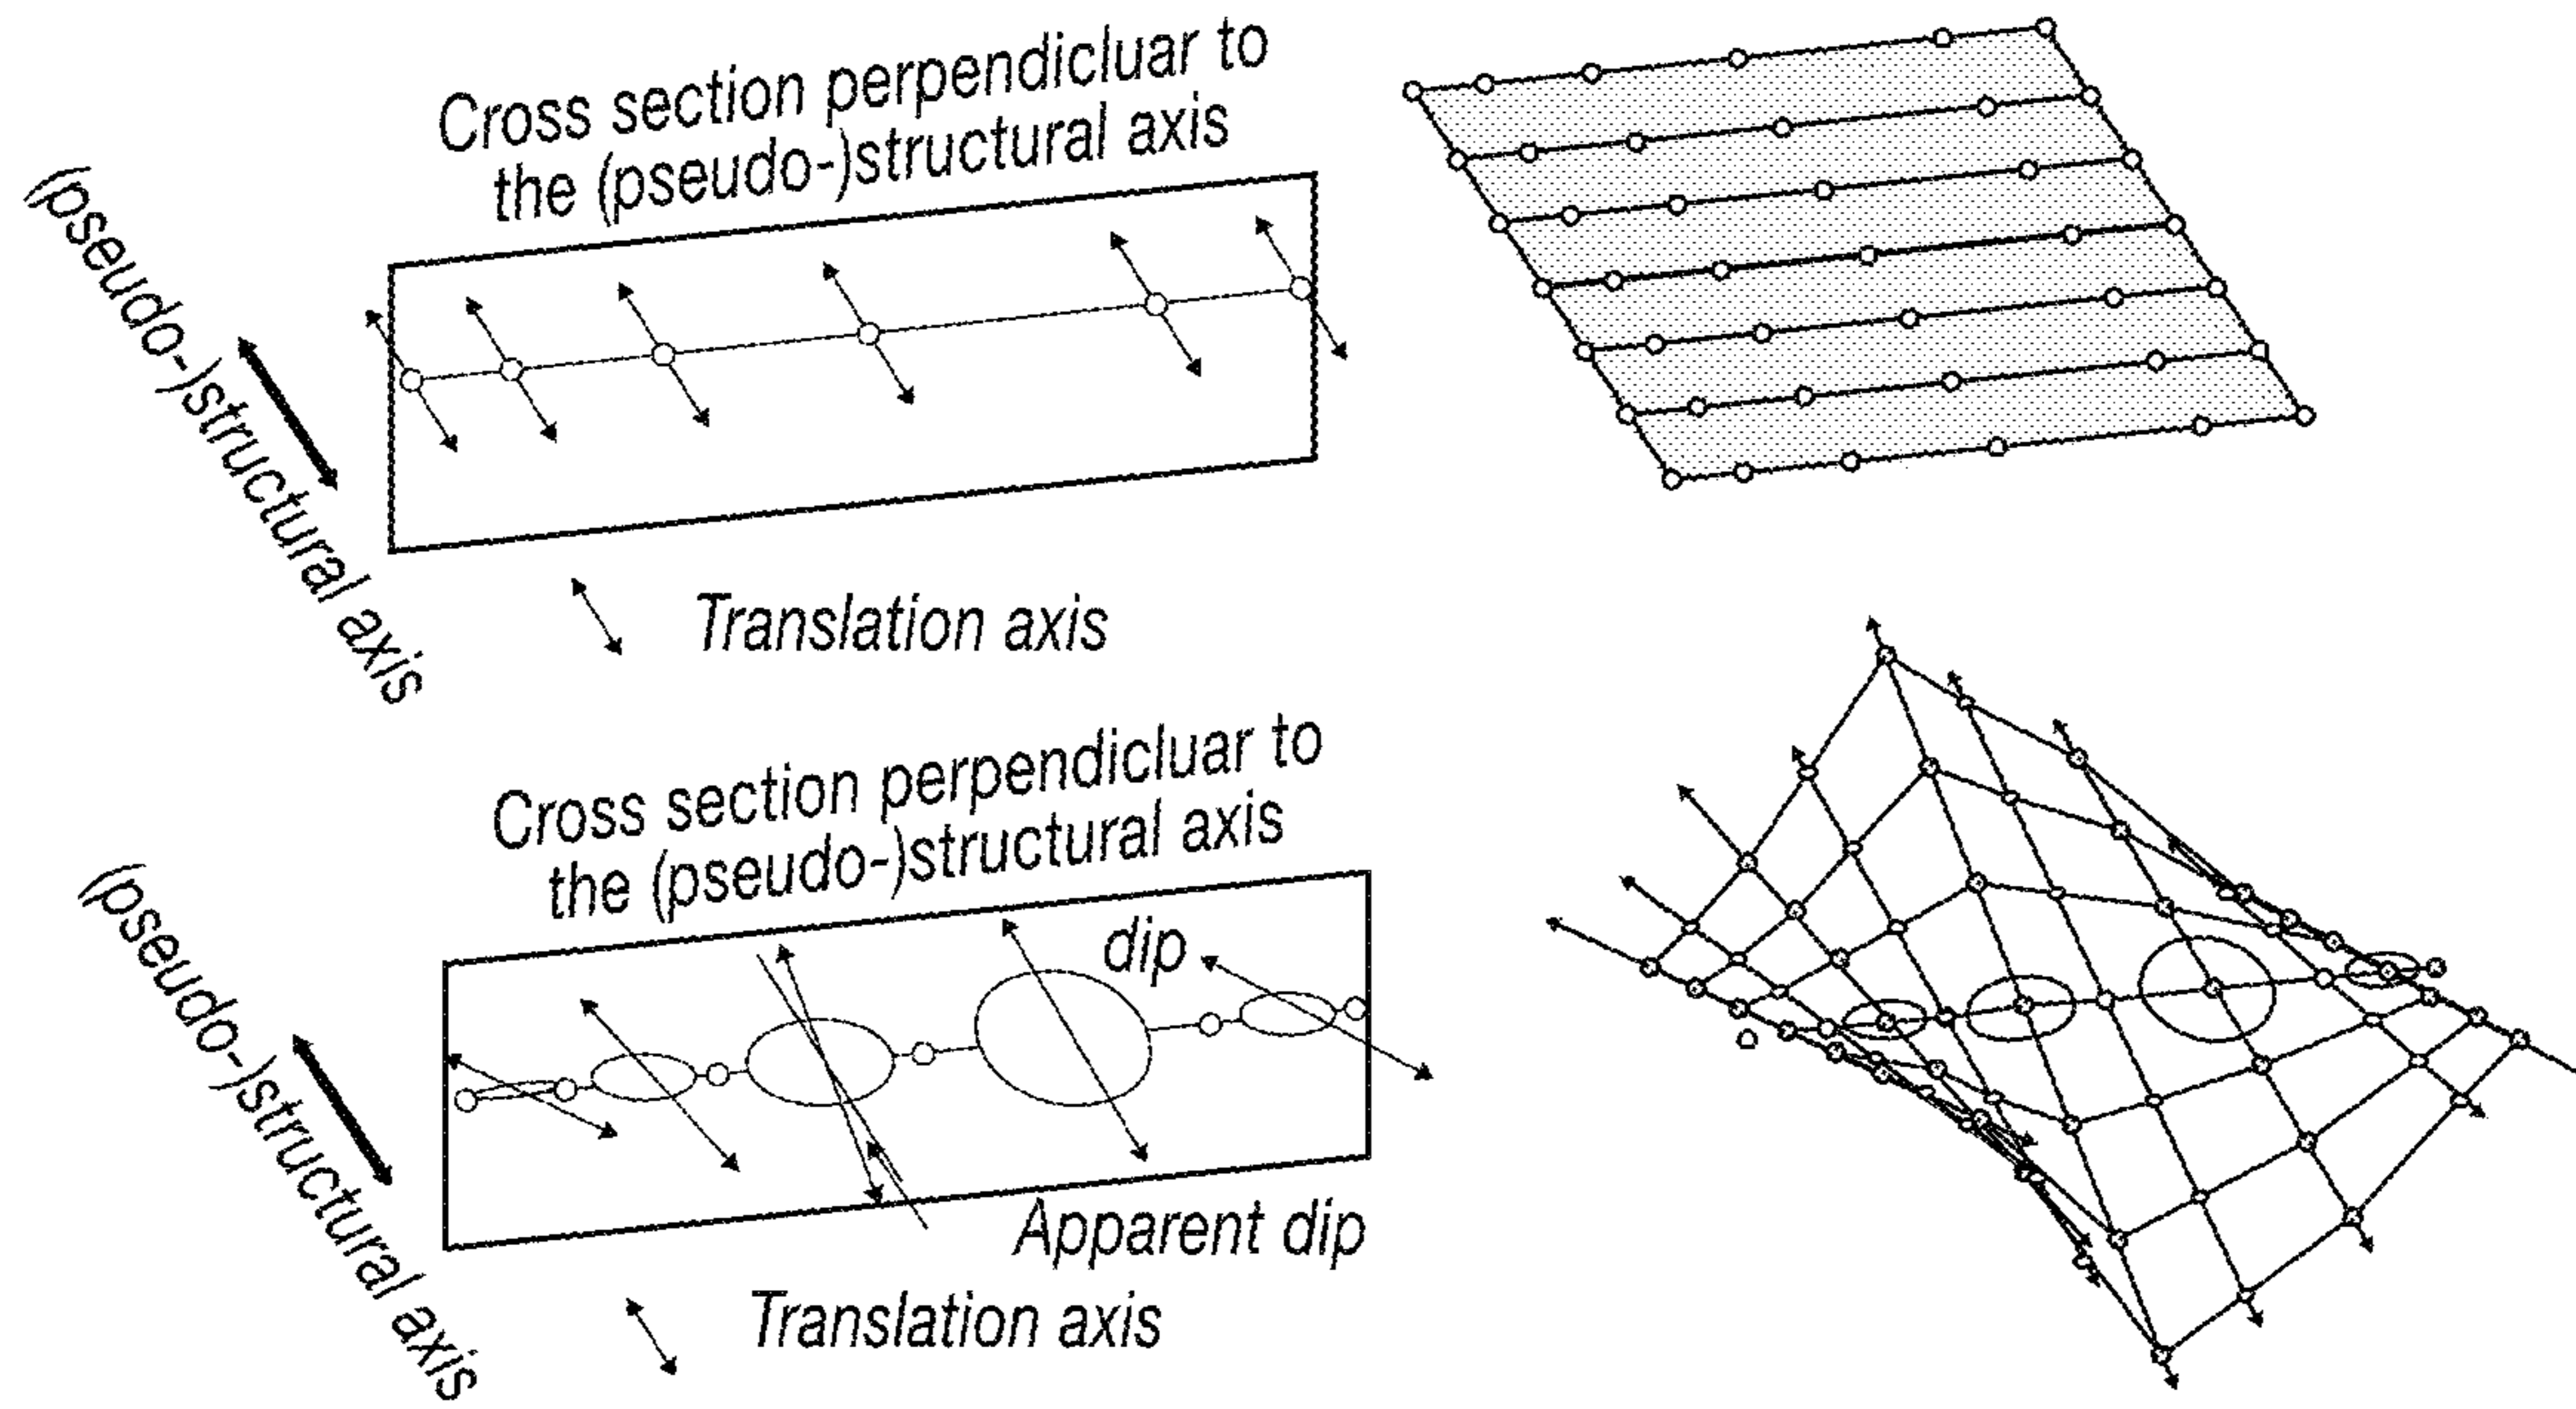 Cross section perpendicluar to
the (pseudo-)structural axis
(pseudo-)structural axis
Translation axis
Cross section perpendicluar to
the (pseudo-)structural axis
(pseudo-)structural axis
dip
Apparent dip
Translation axis